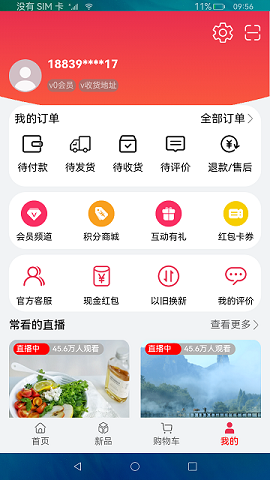 没有 SIM 卡 11% 09:56
18839****17
v0会员 v收货地址
我的订单 全部订单
待付款 待发货 待收货 待评价 退款/售后
会员频道 积分商城 互动有礼 红包卡券
官方客服 现金红包 以旧换新 我的评价
常看的直播 查看更多
直播中 45.6万人观看 直播中 45.6万人观看
首页 新品 购物车 我的